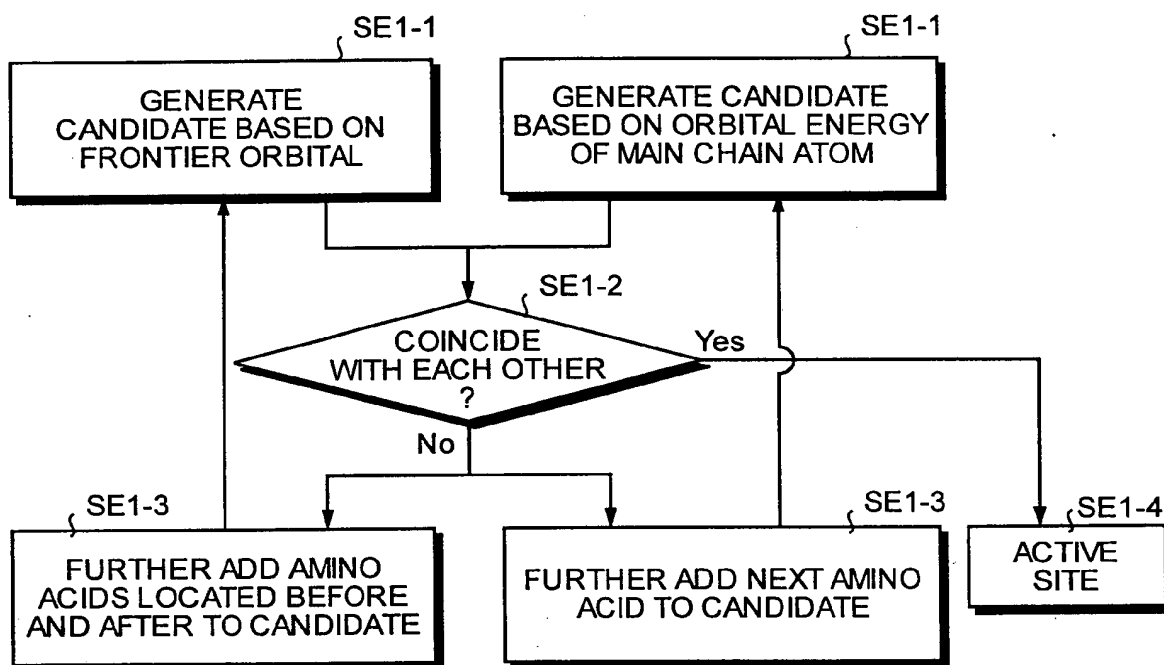 SE1-1
GENERATE
CANDIDATE BASED ON
FRONTIER ORBITAL
SE1-1
GENERATE CANDIDATE
BASED ON ORBITAL ENERGY
OF MAIN CHAIN ATOM
SE1-2
COINCIDE
WITH EACH OTHER
?
Yes
No
SE1-3
FURTHER ADD AMINO
ACIDS LOCATED BEFORE
AND AFTER TO CANDIDATE
SE1-3
FURTHER ADD NEXT AMINO
ACID TO CANDIDATE
SE1-4
ACTIVE
SITE